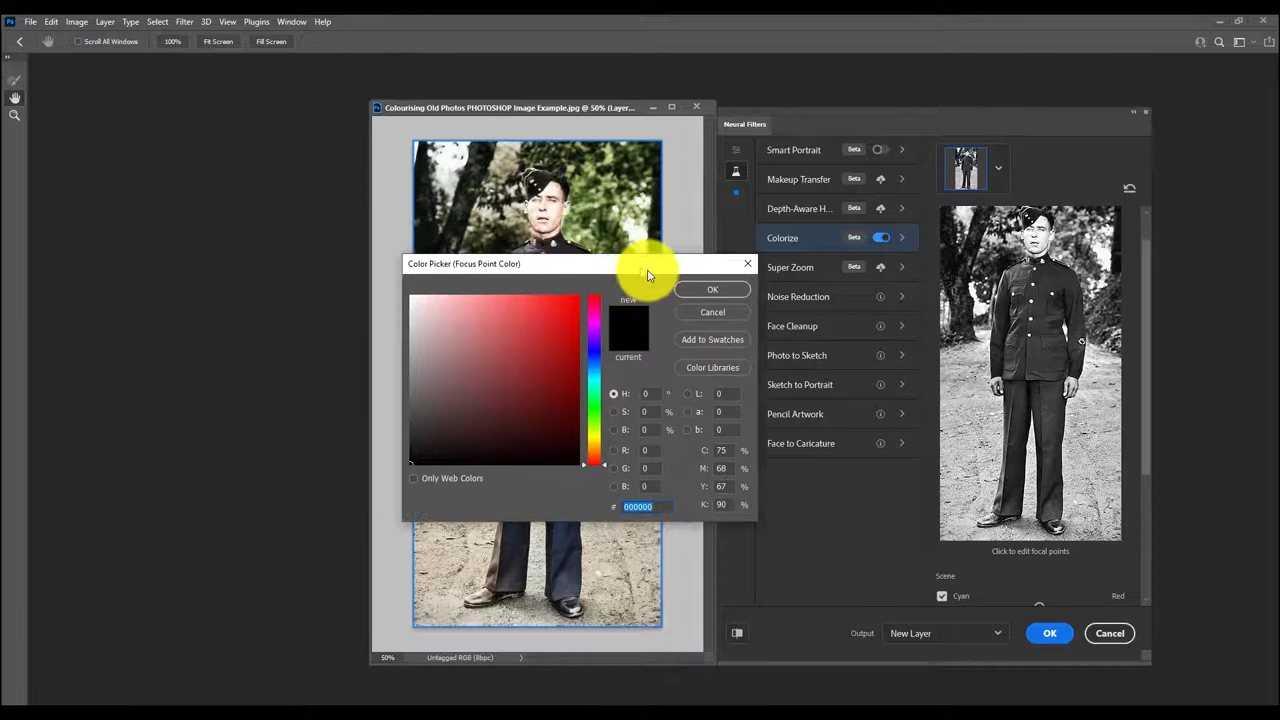 Ps File Edit Image Layer Type Select Filter 3D View Plugins Window Help
Scroll All Windows 100% Fit Screen Fill Screen
Colourising Old Photos PHOTOSHOP Image Example.jpg @ 50% (Layer...
Neural Filters
Smart Portrait Beta
Makeup Transfer Beta
Depth-Aware H... Beta
Colorize Beta
Super Zoom Beta
Noise Reduction
Face Cleanup
Photo to Sketch
Sketch to Portrait
Pencil Artwork
Face to Caricature
Color Picker (Focus Point Color)
new
current
OK
Cancel
Add to Swatches
Color Libraries
H: 0 ° L: 0
S: 0 % a: 0
B: 0 % b: 0
R: 0 C: 75 %
G: 0 M: 68 %
B: 0 Y: 67 %
# 000000 K: 90 %
Only Web Colors
Click to edit focal points
Scene
Cyan Red
Output New Layer OK Cancel
50% Untagged RGB (8bpc)